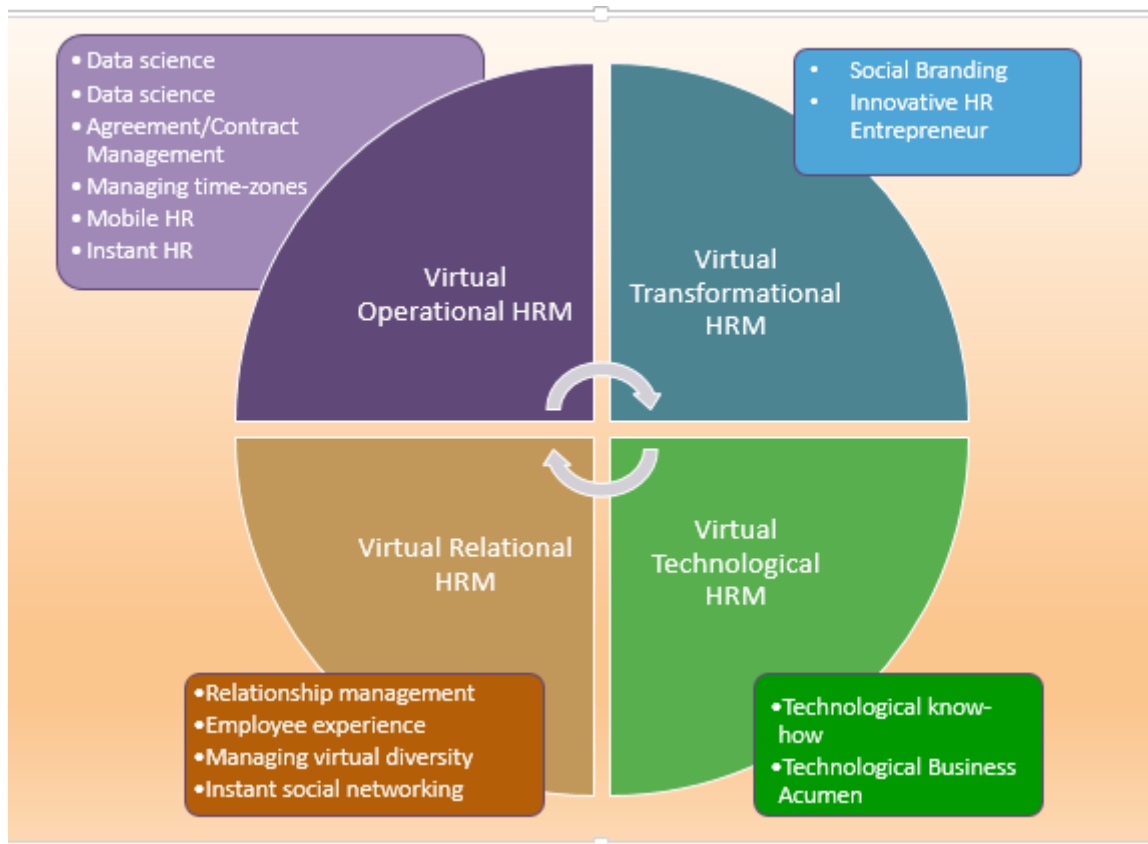 • Data science
• Data science
• Agreement/Contract
Management
• Managing time-zones
• Mobile HR
• Instant HR
• Social Branding
• Innovative HR
Entrepreneur
Virtual
Operational HRM
Virtual
Transformational
HRM
Virtual Relational
HRM
Virtual
Technological
HRM
•Relationship management
•Employee experience
•Managing virtual diversity
•Instant social networking
•Technological know-
how
•Technological Business
Acumen